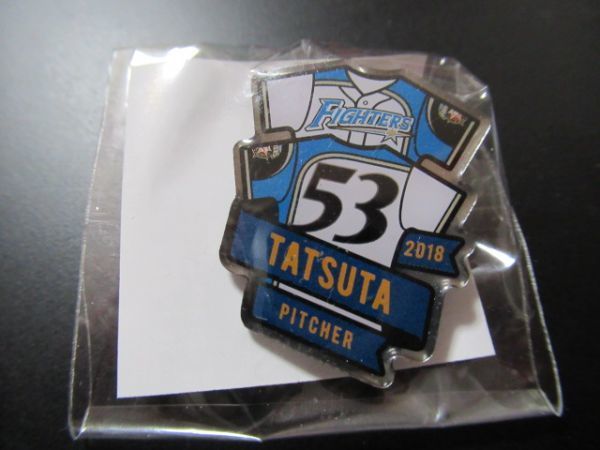 FIGHTERS
53
2018
TATSUTA
PITCHER